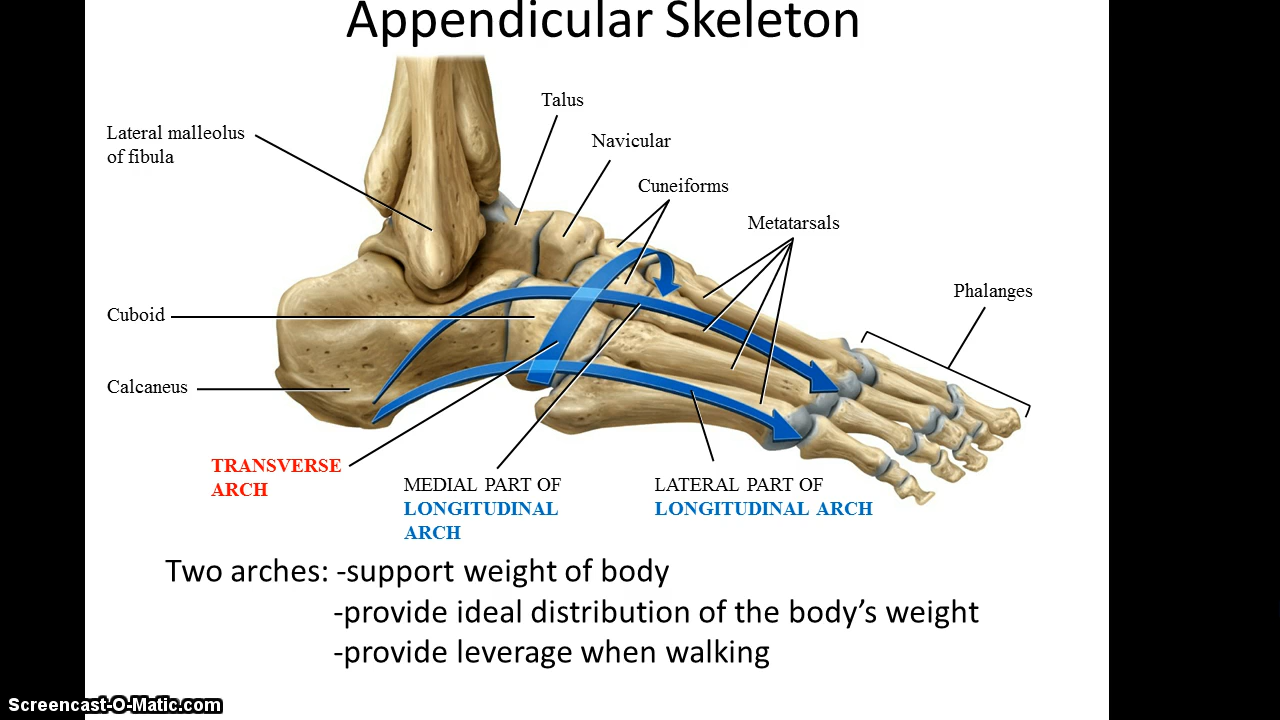 Appendicular Skeleton
Talus
Lateral malleolus
of fibula
Navicular
Cuneiforms
Metatarsals
Phalanges
Cuboid
Calcaneus
TRANSVERSE
ARCH
MEDIAL PART OF
LONGITUDINAL
ARCH
LATERAL PART OF
LONGITUDINAL ARCH
Two arches: -support weight of body
-provide ideal distribution of the body’s weight
-provide leverage when walking
Screencast-O-Matic.com